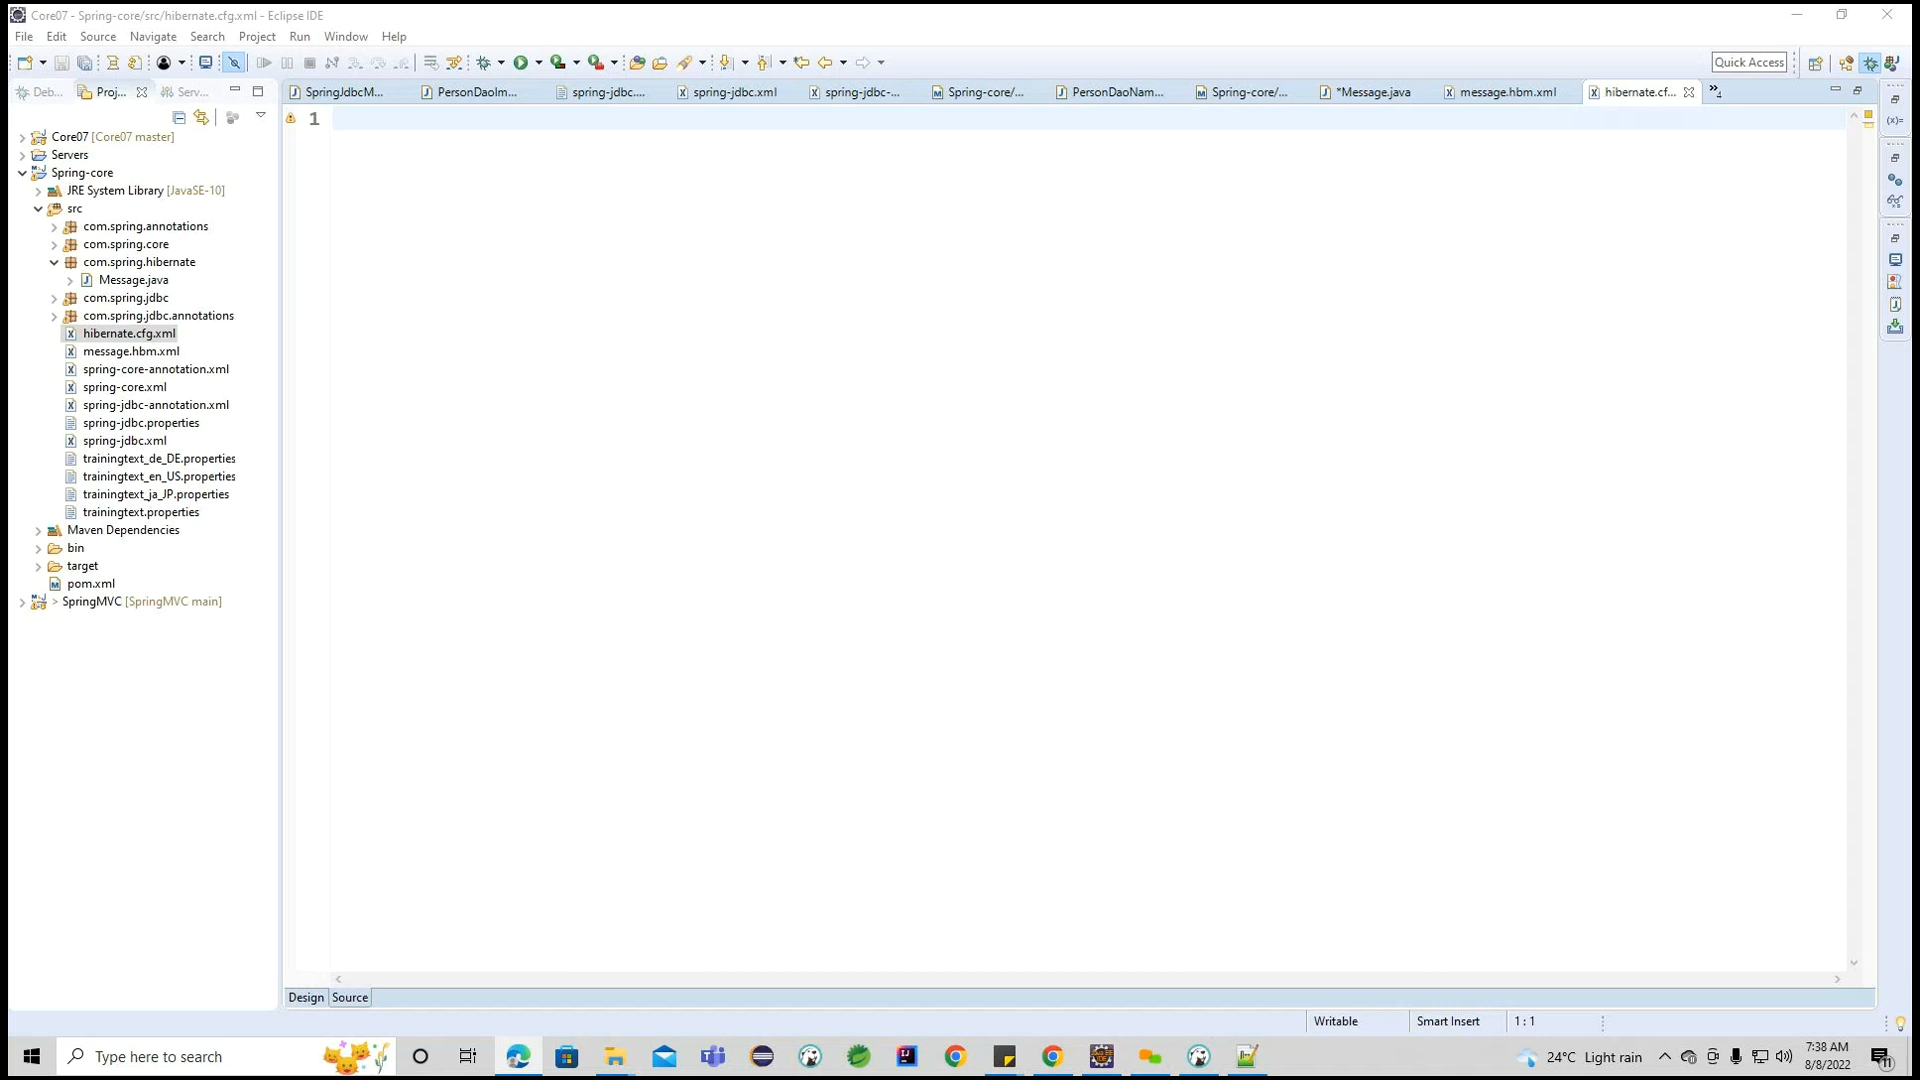 Core07 - Spring-core/src/hibernate.cfg.xml - Eclipse IDE
File Edit Source Navigate Search Project Run Window Help
Quick Access
Deb... Proj... Serv...
SpringJdbcM... PersonDaoIm... spring-jdbc.... spring-jdbc.xml spring-jdbc-... Spring-core/... PersonDaoNam... Spring-core/... *Message.java message.hbm.xml hibernate.cf... »4
1
Core07 [Core07 master]
Servers
Spring-core
JRE System Library [JavaSE-10]
src
com.spring.annotations
com.spring.core
com.spring.hibernate
Message.java
com.spring.jdbc
com.spring.jdbc.annotations
hibernate.cfg.xml
message.hbm.xml
spring-core-annotation.xml
spring-core.xml
spring-jdbc-annotation.xml
spring-jdbc.properties
spring-jdbc.xml
trainingtext_de_DE.properties
trainingtext_en_US.properties
trainingtext_ja_JP.properties
trainingtext.properties
Maven Dependencies
bin
target
pom.xml
> SpringMVC [SpringMVC main]
Design Source
Writable Smart Insert 1 : 1
Type here to search
24°C Light rain
7:38 AM
8/8/2022
11